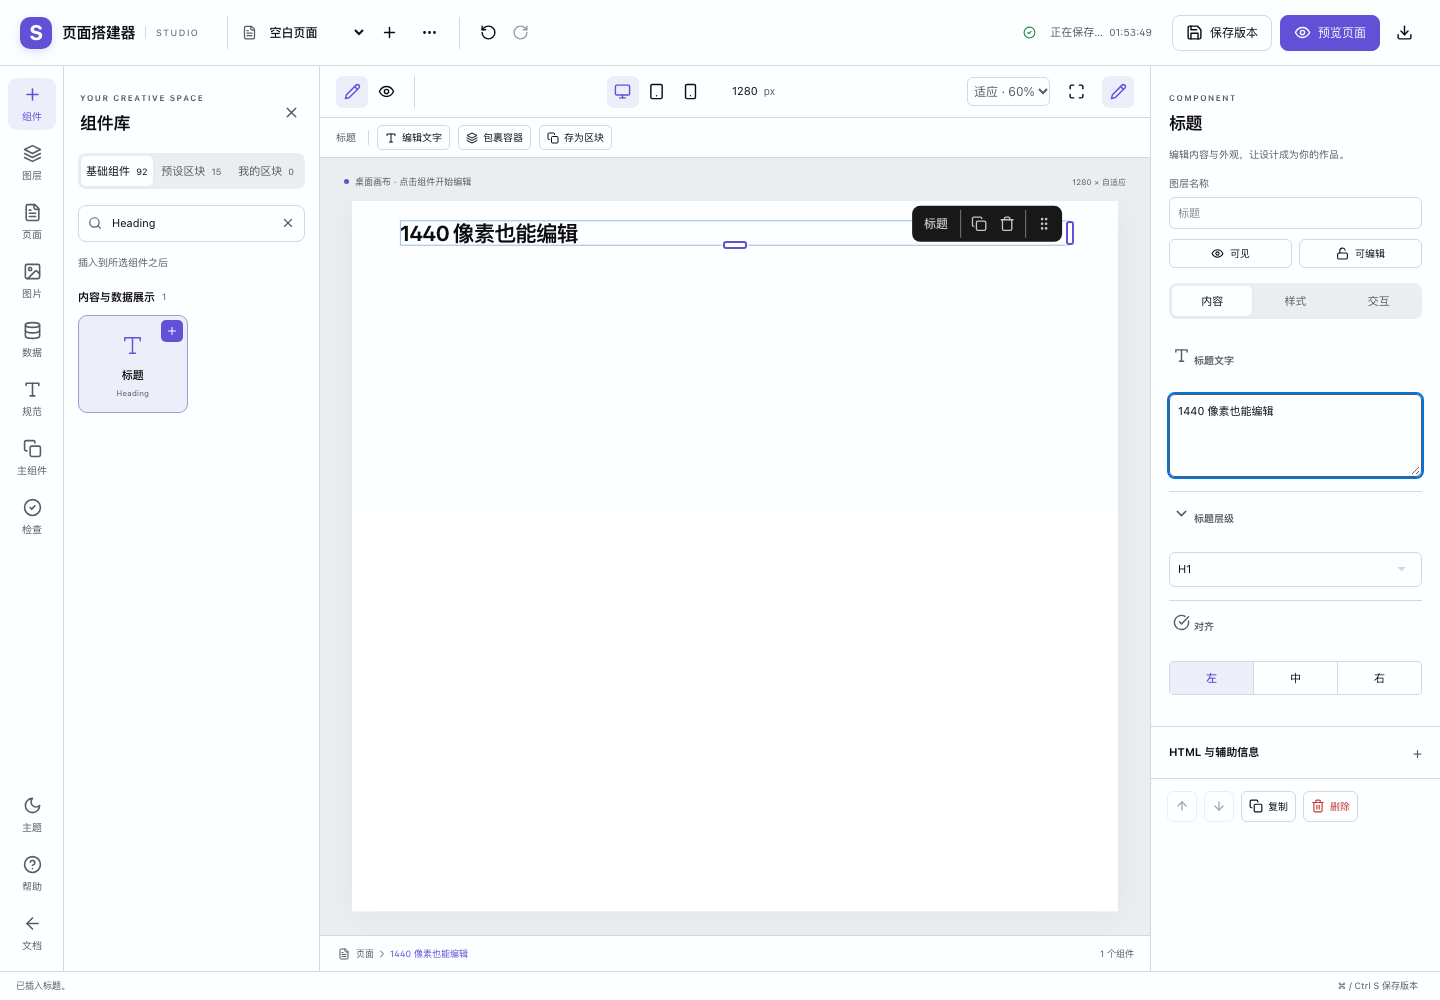 S 页面搭建器 STUDIO 空白页面 正在保存... 01:53:49 保存版本 预览页面
组件
图层
页面
图片
数据
规范
主组件
检查
主题
帮助
文档
YOUR CREATIVE SPACE
组件库
基础组件 92 预设区块 15 我的区块 0
Heading
插入到所选组件之后
内容与数据展示 1
标题
Heading
1280 px 适应 · 60%
标题 编辑文字 包裹容器 存为区块
桌面画布 · 点击组件开始编辑 1280 × 自适应
1440 像素也能编辑
标题
页面 1440 像素也能编辑 1 个组件
COMPONENT
标题
编辑内容与外观，让设计成为你的作品。
图层名称
标题
可见 可编辑
内容 样式 交互
标题文字
1440 像素也能编辑
标题层级
H1
对齐
左 中 右
HTML 与辅助信息
复制 删除
已插入标题。 ⌘ / Ctrl S 保存版本